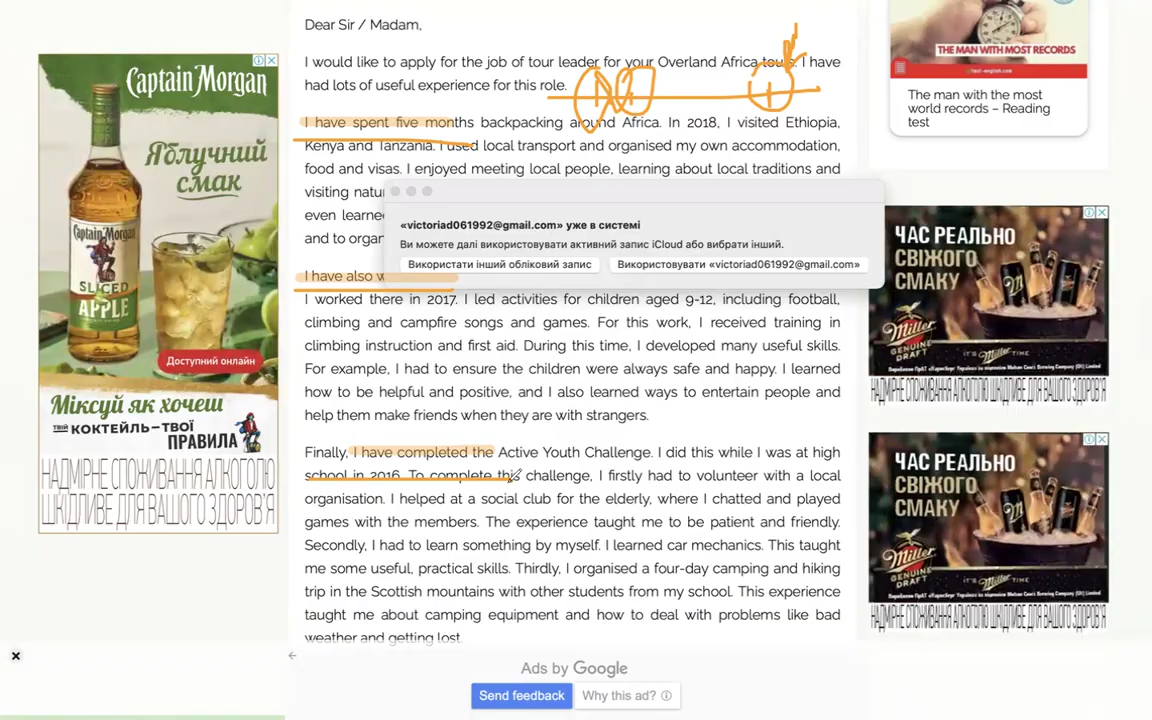 Dear Sir / Madam,
I would like to apply for the job of tour leader for your Overland Africa tours. I have
had lots of useful experience for this role.
I have spent five months backpacking around Africa. In 2018, I visited Ethiopia,
Kenya and Tanzania. I used local transport and organised my own accommodation,
food and visas. I enjoyed meeting local people, learning about local traditions and
visiting natu
even learne
and to organ
«victoriad061992@gmail.com» уже в системі
Ви можете далі використовувати активний запис iCloud або вибрати інший.
Використати інший обліковий запис
Використовувати «victoriad061992@gmail.com»
I have also w
I worked there in 2017. I led activities for children aged 9-12, including football,
climbing and campfire songs and games. For this work, I received training in
climbing instruction and first aid. During this time, I developed many useful skills.
For example, I had to ensure the children were always safe and happy. I learned
how to be helpful and positive, and I also learned ways to entertain people and
help them make friends when they are with strangers.
Finally, I have completed the Active Youth Challenge. I did this while I was at high
school in 2016. To complete this challenge, I firstly had to volunteer with a local
organisation. I helped at a social club for the elderly, where I chatted and played
games with the members. The experience taught me to be patient and friendly.
Secondly, I had to learn something by myself. I learned car mechanics. This taught
me some useful, practical skills. Thirdly, I organised a four-day camping and hiking
trip in the Scottish mountains with other students from my school. This experience
taught me about camping equipment and how to deal with problems like bad
weather and getting lost.
Captain Morgan
Яблучний
смак
Captain Morgan
SLICED
APPLE
Доступний онлайн
Міксуй як хочеш
твій коктейль–твої
правила
НАДМІРНЕ СПОЖИВАННЯ АЛКОГОЛЮ
ШКІДЛИВЕ ДЛЯ ВАШОГО ЗДОРОВ'Я
THE MAN WITH MOST RECORDS
test-english.com
The man with the most
world records – Reading
test
ЧАС РЕАЛЬНО
СВІЖОГО
СМАКУ
Miller
GENUINE
DRAFT
IT'S MILLER TIME
НАДМІРНЕ СПОЖИВАННЯ АЛКОГОЛЮ ШКІДЛИВЕ ДЛЯ ВАШОГО ЗДОРОВ'Я
ЧАС РЕАЛЬНО
СВІЖОГО
СМАКУ
Miller
GENUINE
DRAFT
IT'S MILLER TIME
НАДМІРНЕ СПОЖИВАННЯ АЛКОГОЛЮ ШКІДЛИВЕ ДЛЯ ВАШОГО ЗДОРОВ'Я
Ads by Google
Send feedback
Why this ad?